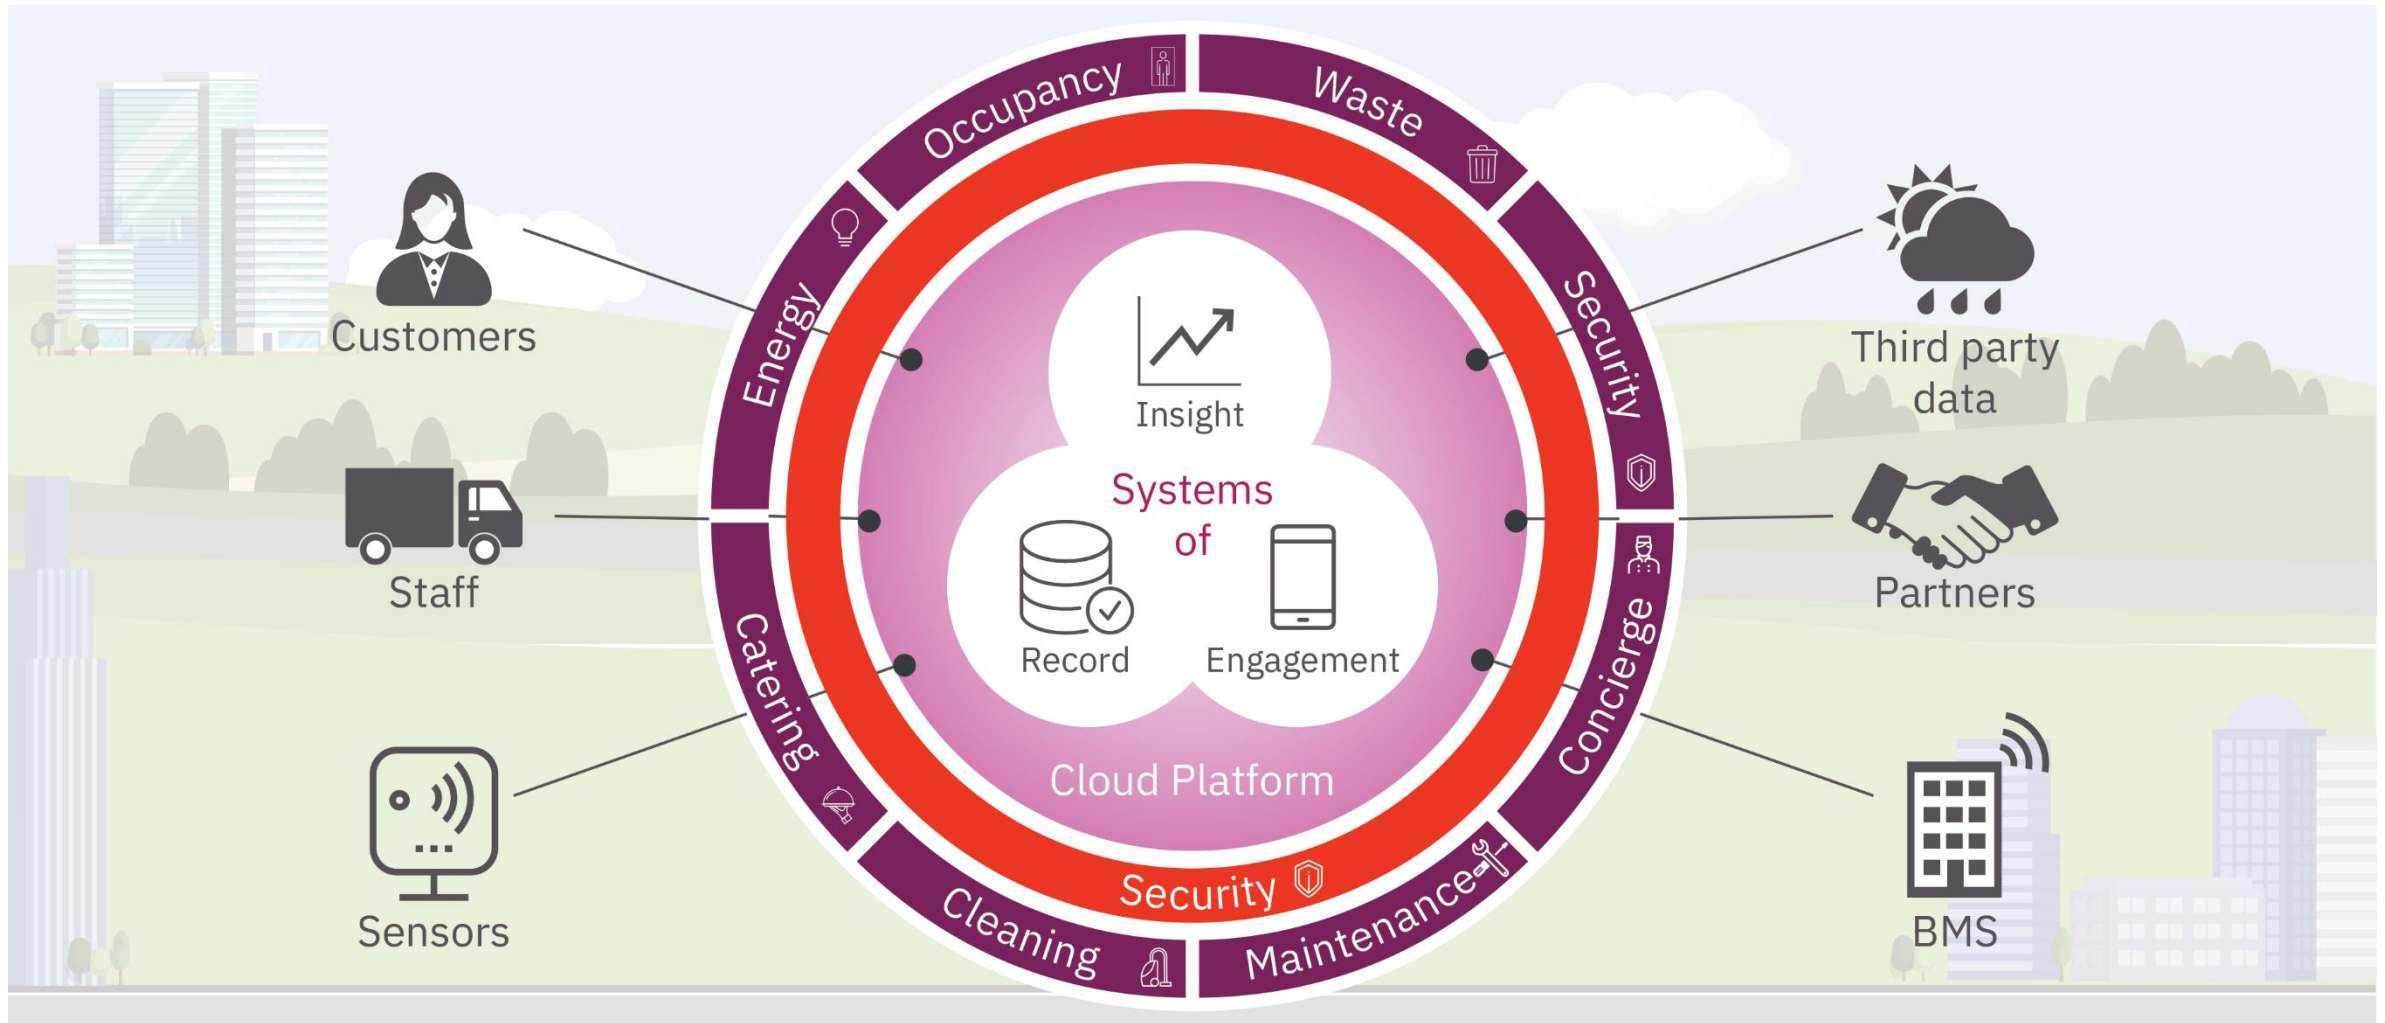 Occupancy
Waste
Energy
Security
Customers
Third party
data
Insight
Systems
of
Record
Engagement
Staff
Partners
Catering
Concierge
Cloud Platform
Security
Cleaning
Maintenance
Sensors
BMS